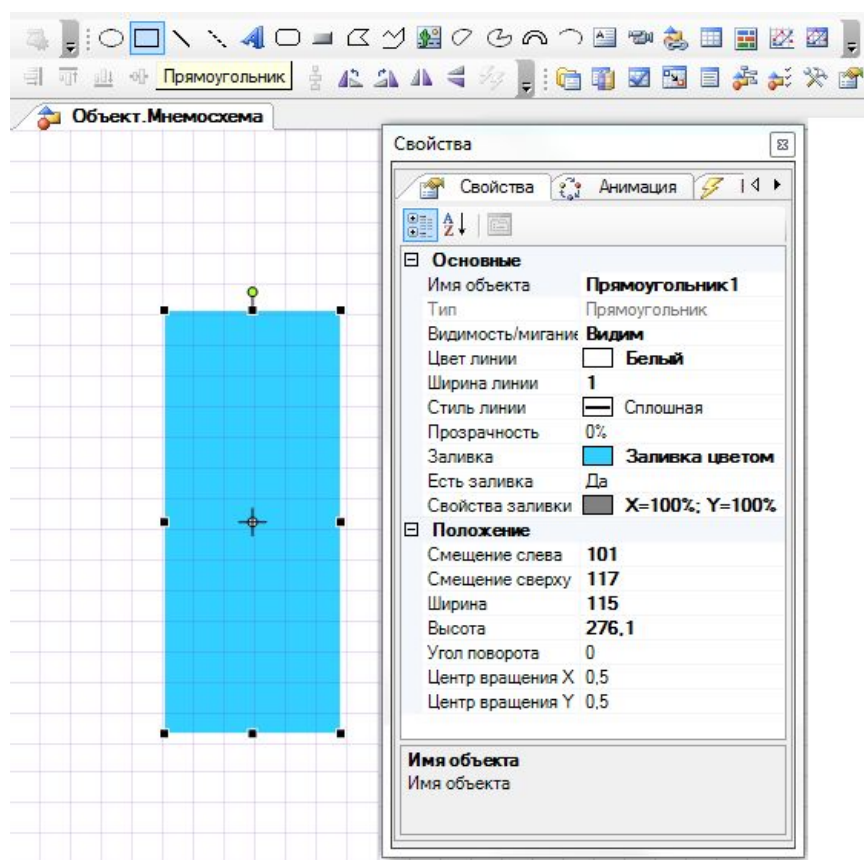 Прямоугольник
Объект.Мнемосхема
Свойства
Свойства Анимация
Основные
Имя объекта Прямоугольник1
Тип Прямоугольник
Видимость/мигание Видим
Цвет линии Белый
Ширина линии 1
Стиль линии Сплошная
Прозрачность 0%
Заливка Заливка цветом
Есть заливка Да
Свойства заливки X=100%; Y=100%
Положение
Смещение слева 101
Смещение сверху 117
Ширина 115
Высота 276,1
Угол поворота 0
Центр вращения X 0,5
Центр вращения Y 0,5
Имя объекта
Имя объекта